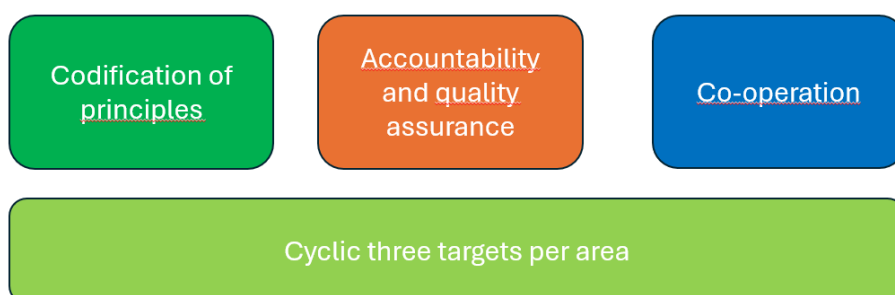 Codification of
principles
Accountability
and quality
assurance
Co-operation
Cyclic three targets per area